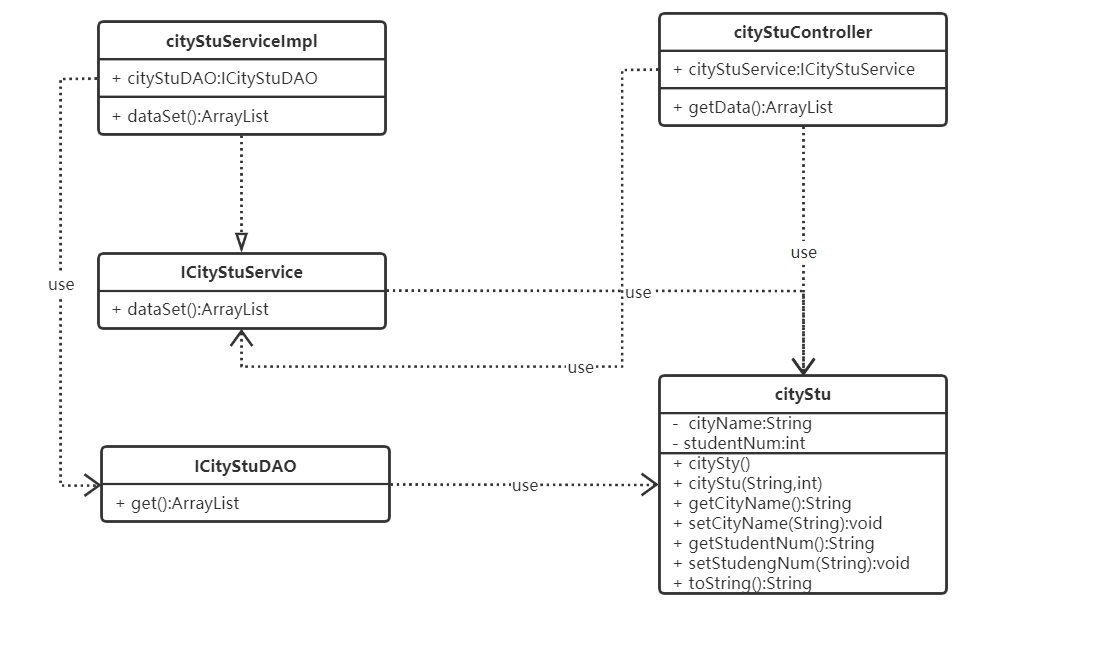 cityStuServiceImpl
+ cityStuDAO:ICityStuDAO
+ dataSet():ArrayList
cityStuController
+ cityStuService:ICityStuService
+ getData():ArrayList
use
use
ICityStuService
+ dataSet():ArrayList
use
use
ICityStuDAO
+ get():ArrayList
use
cityStu
- cityName:String
- studentNum:int
+ citySty()
+ cityStu(String,int)
+ getCityName():String
+ setCityName(String):void
+ getStudentNum():String
+ setStudengNum(String):void
+ toString():String